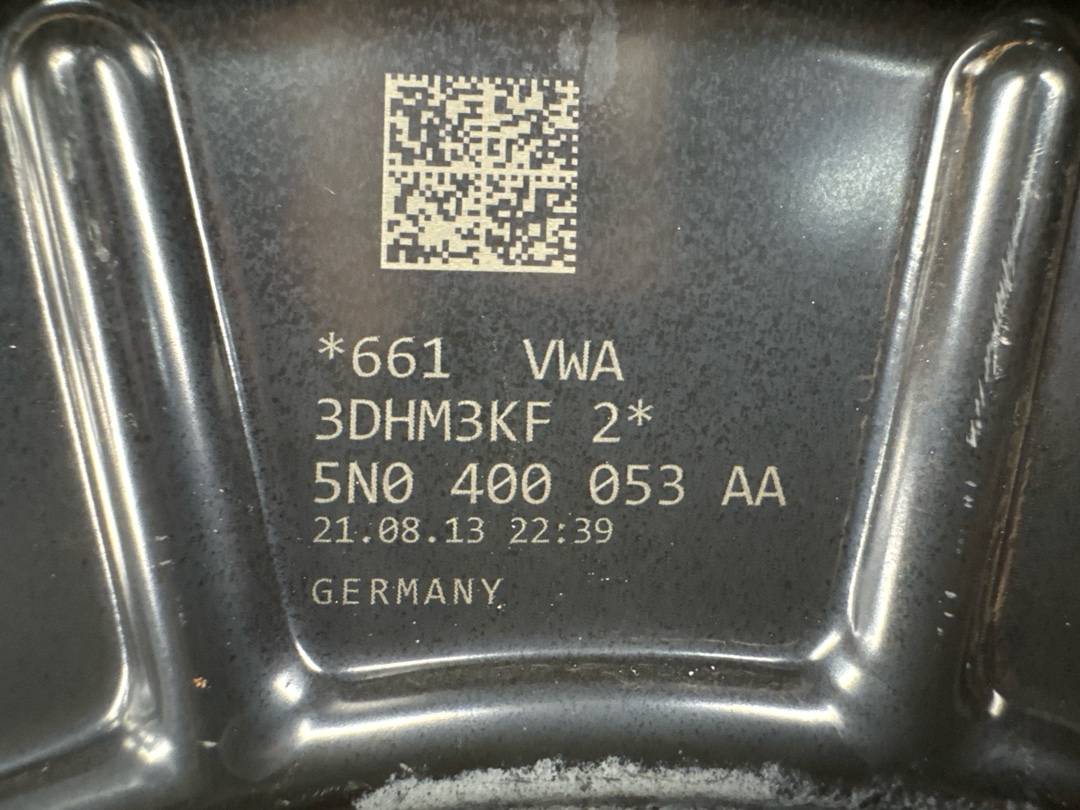 *661 VWA
3DHM3KF 2*
5N0 400 053 AA
21.08.13 22:39
GERMANY